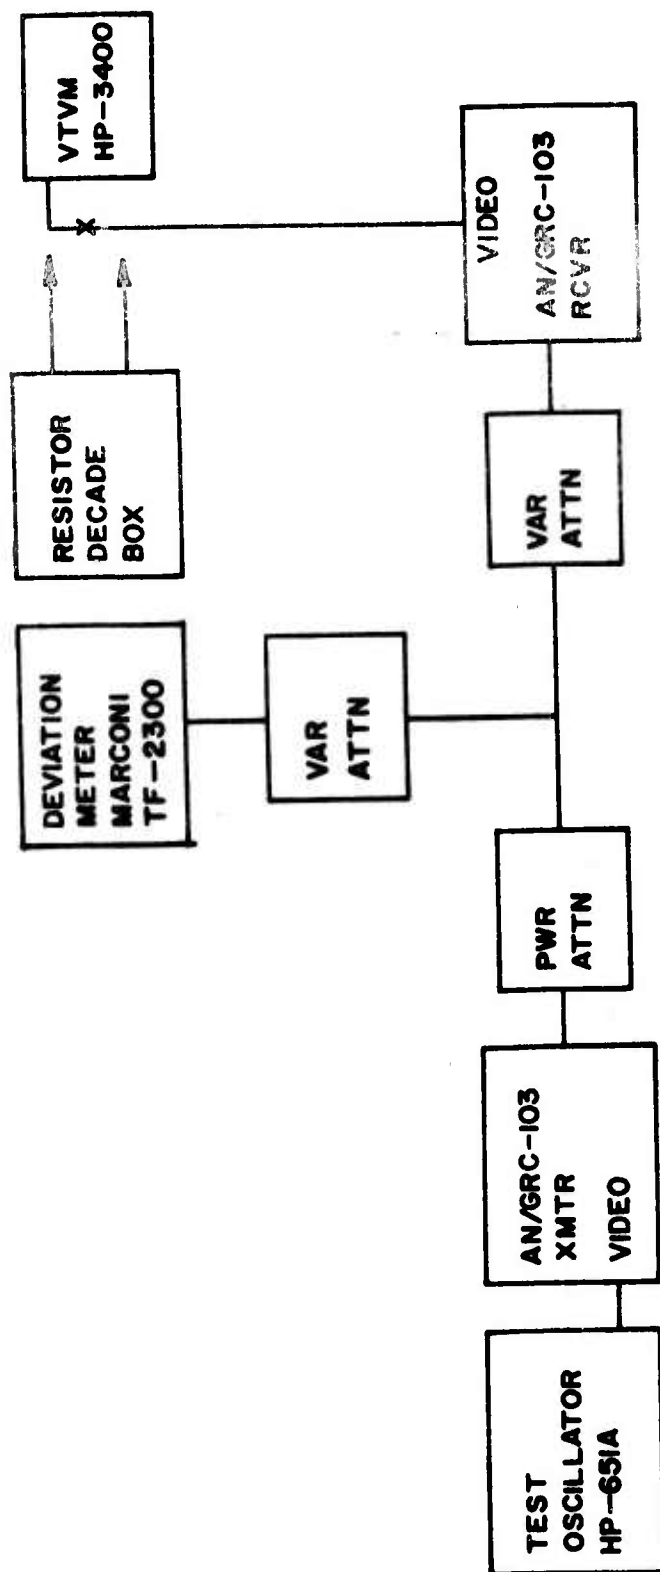 TEST
OSCILLATOR
HP-651A
AN/GRC-103
XMTR
VIDEO
PWR
ATTN
DEVIATION
METER
MARCONI
TF-2300
VAR
ATTN
VAR
ATTN
RESISTOR
DECADE
BOX
VIDEO
AN/GRC-103
RCVR
VTVM
HP-3400
X